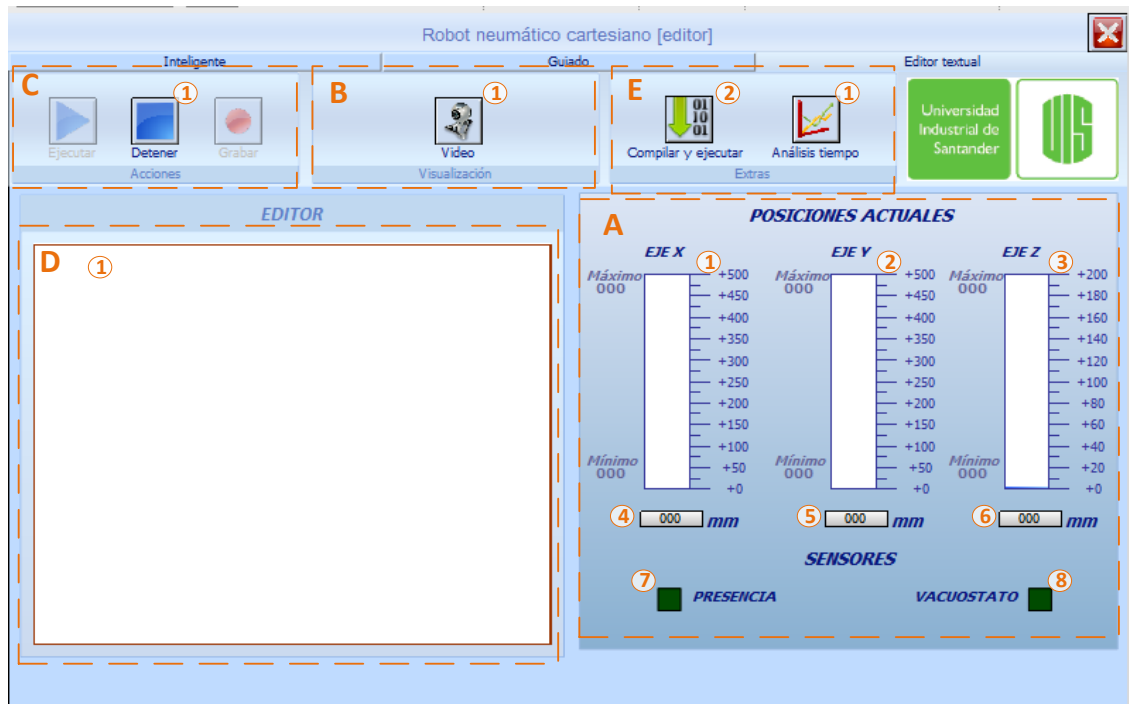 Robot neumático cartesiano [editor]
Inteligente
Guiado
Editor textual
C
1
Ejecutar
Detener
Grabar
Acciones
B
1
Video
Visualización
E
2
1
01
10
01
Compilar y ejecutar
Análisis tiempo
Extras
Universidad
Industrial de
Santander
UIS
EDITOR
D
1
A
POSICIONES ACTUALES
EJE X
1
Máximo
000
+500
+450
+400
+350
+300
+250
+200
+150
+100
+50
+0
Mínimo
000
4
000
mm
EJE Y
2
Máximo
000
+500
+450
+400
+350
+300
+250
+200
+150
+100
+50
+0
Mínimo
000
5
000
mm
EJE Z
3
Máximo
000
+200
+180
+160
+140
+120
+100
+80
+60
+40
+20
+0
Mínimo
000
6
000
mm
SENSORES
7
PRESENCIA
VACUOSTATO
8